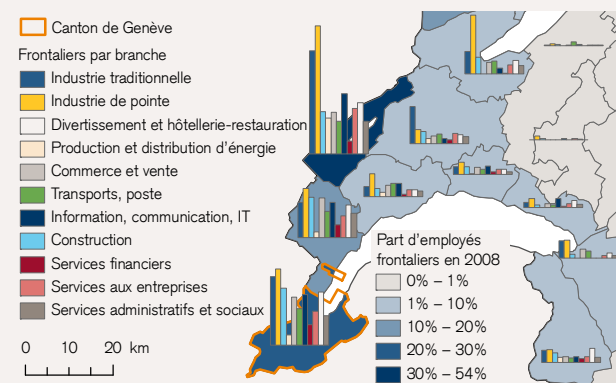 Canton de Genève
Frontaliers par branche
Industrie traditionnelle
Industrie de pointe
Divertissement et hôtellerie-restauration
Production et distribution d'énergie
Commerce et vente
Transports, poste
Information, communication, IT
Construction
Services financiers
Services aux entreprises
Services administratifs et sociaux
0 10 20 km
Part d'employés
frontaliers en 2008
0% – 1%
1% – 10%
10% – 20%
20% – 30%
30% – 54%